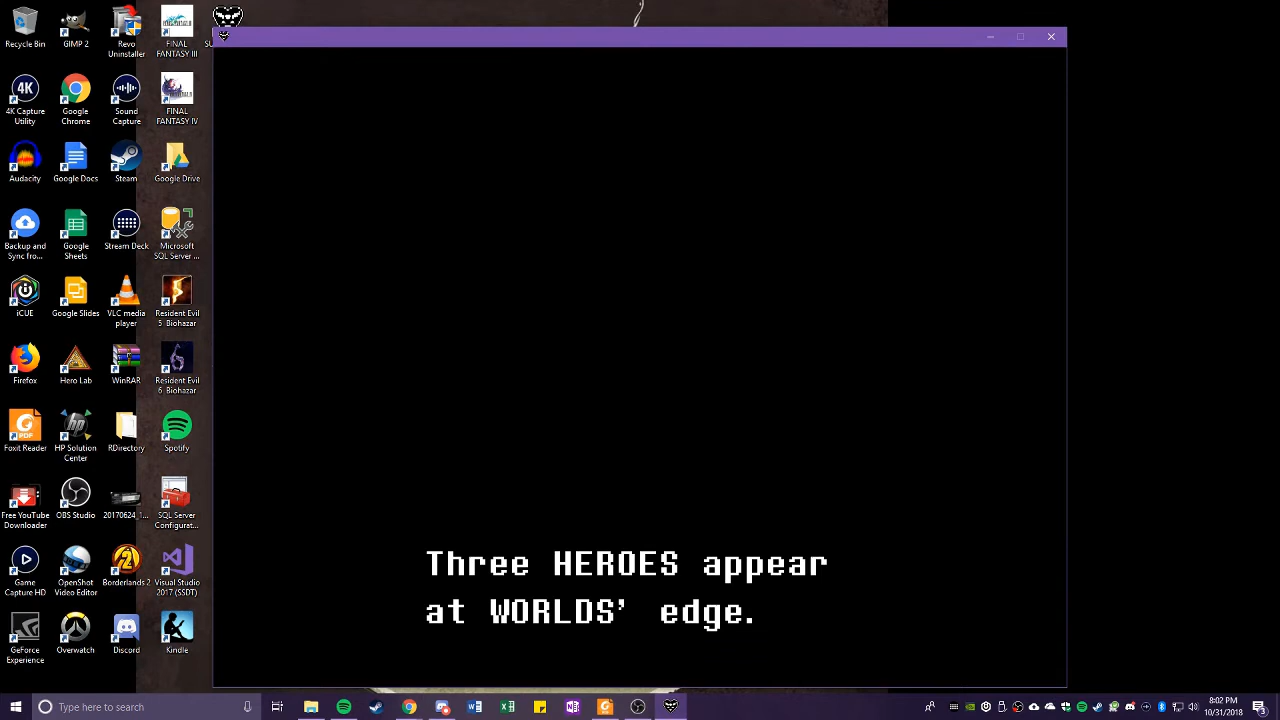 Recycle Bin
GIMP 2
Revo
Uninstaller
FINAL
FANTASY III
4K Capture
Utility
Google
Chrome
Sound
Capture
FINAL
FANTASY IV
Audacity
Google Docs
Steam
Google Drive
Backup and
Sync fro...
Google
Sheets
Stream Deck
Microsoft
SQL Server ...
iCUE
Google Slides
VLC media
player
Resident Evil
5 Biohazar
Firefox
Hero Lab
WinRAR
Resident Evil
6 Biohazar
Foxit Reader
HP Solution
Center
RDirectory
Spotify
Free YouTube
Downloader
OBS Studio
20170624_1...
SQL Server
Configurat...
Game
Capture HD
OpenShot
Video Editor
Borderlands 2
Visual Studio
2017 (SSDT)
GeForce
Experience
Overwatch
Discord
Kindle
Three HEROES appear
at WORLDS' edge.
Type here to search
8:02 PM
10/31/2018